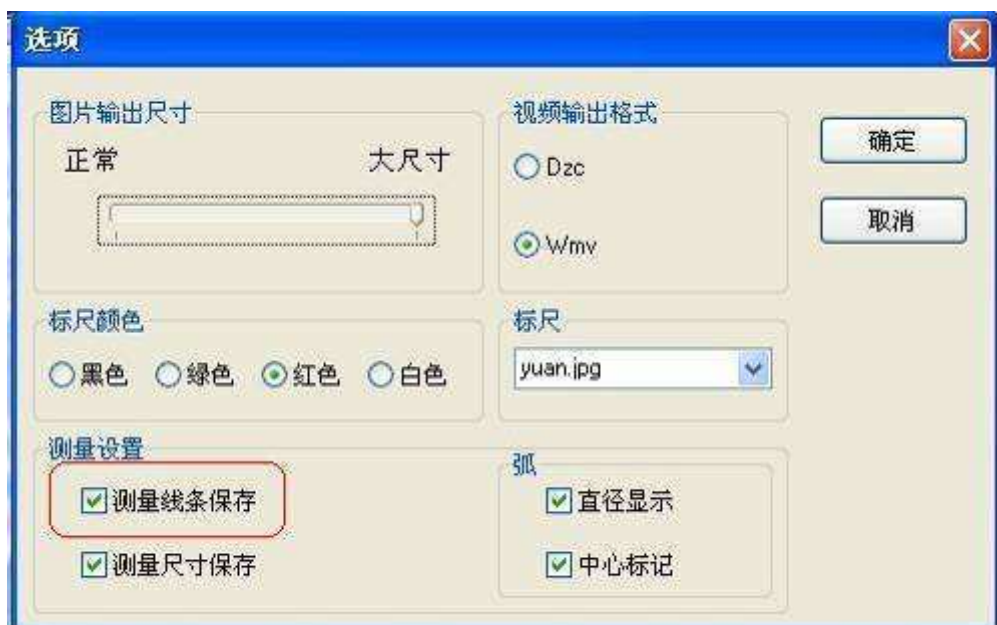 选项
图片输出尺寸
正常 大尺寸
视频输出格式
Dzc
Wmv
确定
取消
标尺颜色
黑色 绿色 红色 白色
标尺
yuan.jpg
测量设置
测量线条保存
测量尺寸保存
弧
直径显示
中心标记